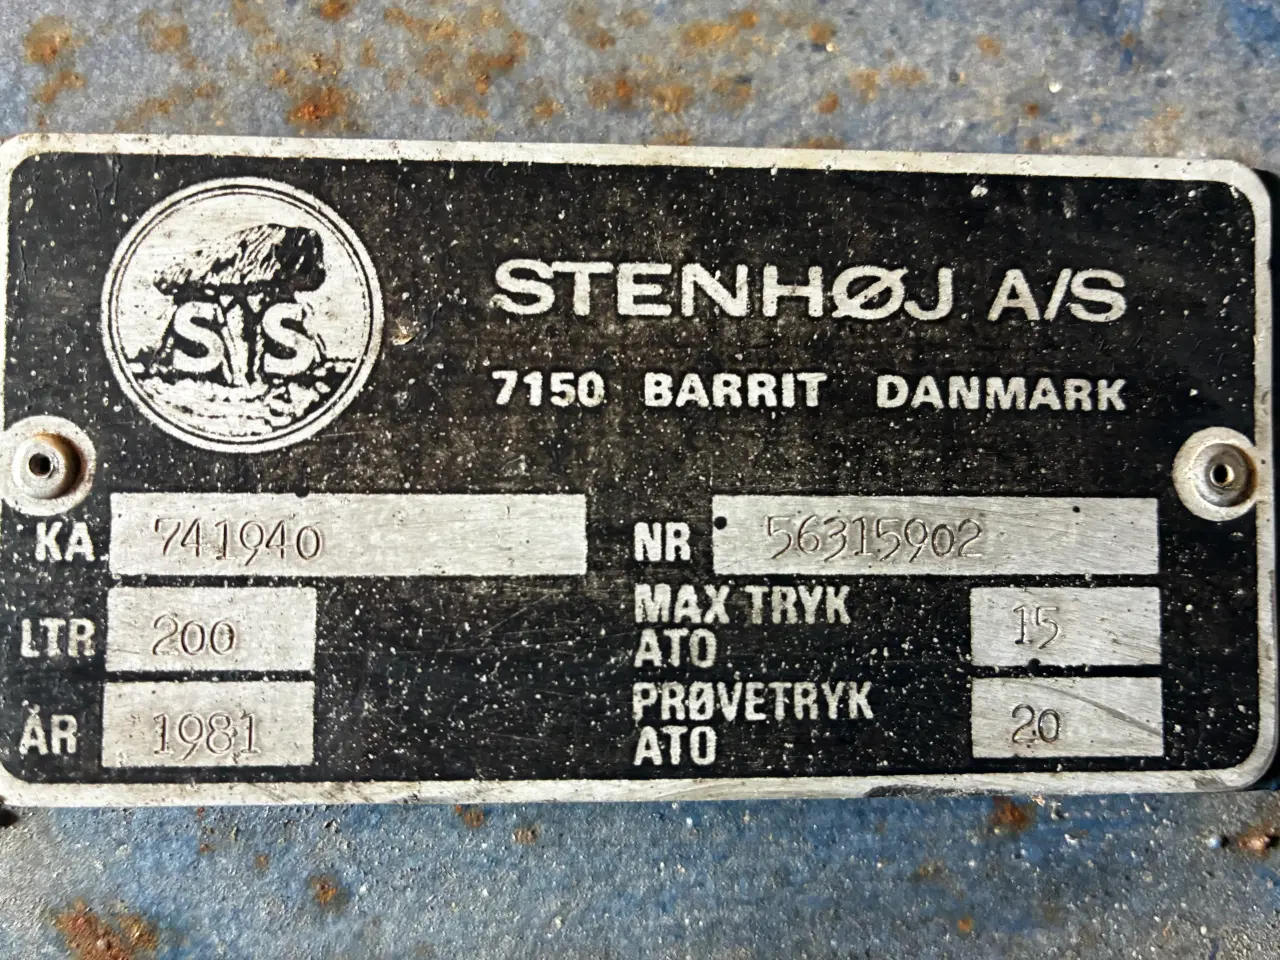 STENHØJ A/S
7150 BARRIT DANMARK
S S
KA. 741940 NR 56315902
LTR 200 MAX TRYK ATO 15
ÅR 1981 PRØVETRYK ATO 20